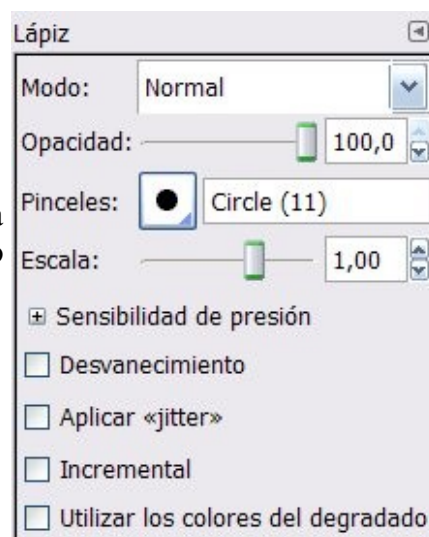 Lápiz
Modo: Normal
Opacidad: 100,0
Pinceles: Circle (11)
Escala: 1,00
Sensibilidad de presión
Desvanecimiento
Aplicar «jitter»
Incremental
Utilizar los colores del degradado